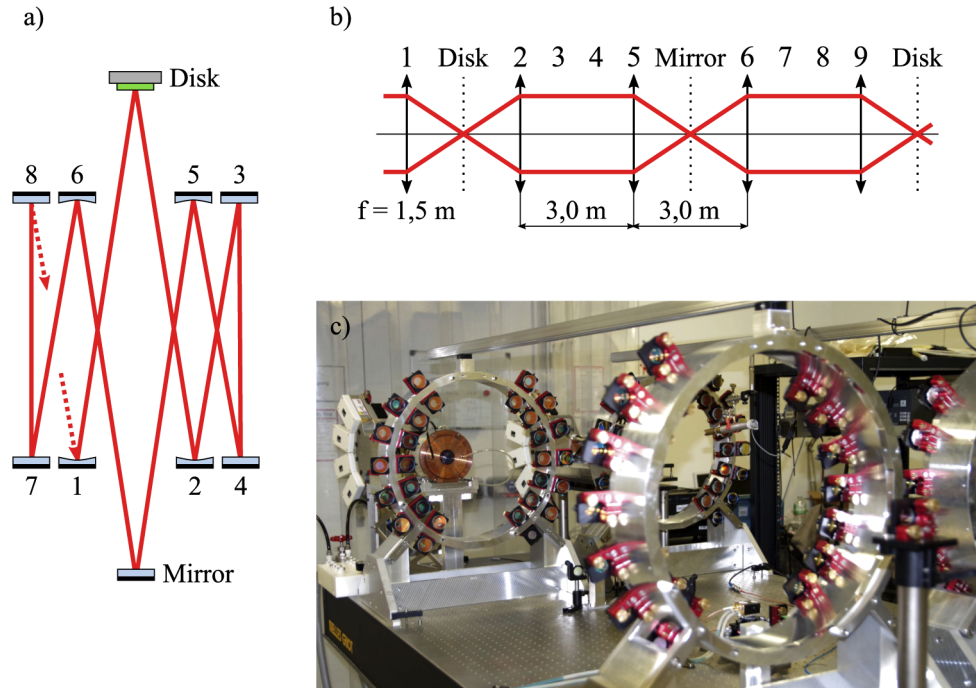 a)
Disk
8 6 5 3
7 1 2 4
Mirror
b)
1 Disk 2 3 4 5 Mirror 6 7 8 9 Disk
f = 1,5 m
3,0 m 3,0 m
c)